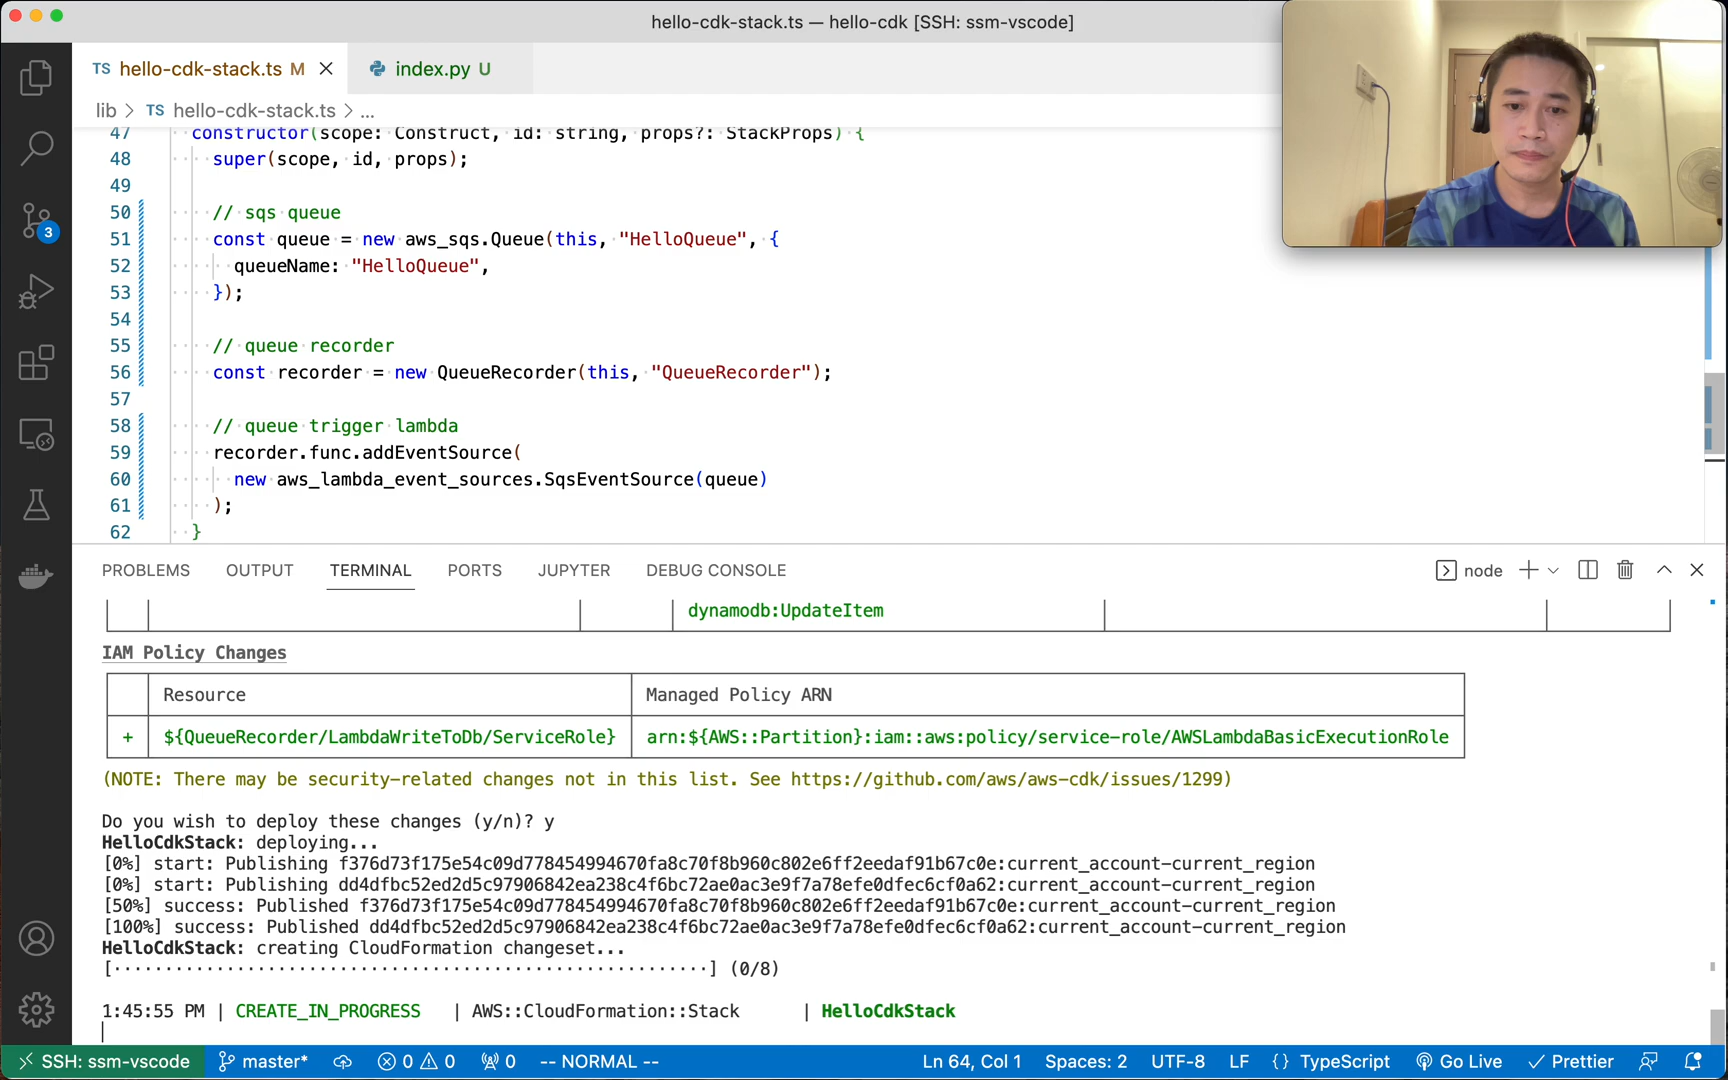 hello-cdk-stack.ts — hello-cdk [SSH: ssm-vscode]
TS hello-cdk-stack.ts M
index.py U
lib > TS hello-cdk-stack.ts > ...
47 constructor(scope: Construct, id: string, props?: StackProps) {
48 super(scope, id, props);
49
50 // sqs queue
51 const queue = new aws_sqs.Queue(this, "HelloQueue", {
52 queueName: "HelloQueue",
53 });
54
55 // queue recorder
56 const recorder = new QueueRecorder(this, "QueueRecorder");
57
58 // queue trigger lambda
59 recorder.func.addEventSource(
60 new aws_lambda_event_sources.SqsEventSource(queue)
61 );
62 }
3
PROBLEMS OUTPUT TERMINAL PORTS JUPYTER DEBUG CONSOLE node
dynamodb:UpdateItem
IAM Policy Changes
Resource Managed Policy ARN
+ ${QueueRecorder/LambdaWriteToDb/ServiceRole} arn:${AWS::Partition}:iam::aws:policy/service-role/AWSLambdaBasicExecutionRole
(NOTE: There may be security-related changes not in this list. See https://github.com/aws/aws-cdk/issues/1299)
Do you wish to deploy these changes (y/n)? y
HelloCdkStack: deploying...
[0%] start: Publishing f376d73f175e54c09d778454994670fa8c70f8b960c802e6ff2eedaf91b67c0e:current_account-current_region
[0%] start: Publishing dd4dfbc52ed2d5c97906842ea238c4f6bc72ae0ac3e9f7a78efe0dfec6cf0a62:current_account-current_region
[50%] success: Published f376d73f175e54c09d778454994670fa8c70f8b960c802e6ff2eedaf91b67c0e:current_account-current_region
[100%] success: Published dd4dfbc52ed2d5c97906842ea238c4f6bc72ae0ac3e9f7a78efe0dfec6cf0a62:current_account-current_region
HelloCdkStack: creating CloudFormation changeset...
[··························································] (0/8)
1:45:55 PM | CREATE_IN_PROGRESS | AWS::CloudFormation::Stack | HelloCdkStack
SSH: ssm-vscode master* 0 0 0 -- NORMAL -- Ln 64, Col 1 Spaces: 2 UTF-8 LF {} TypeScript Go Live Prettier